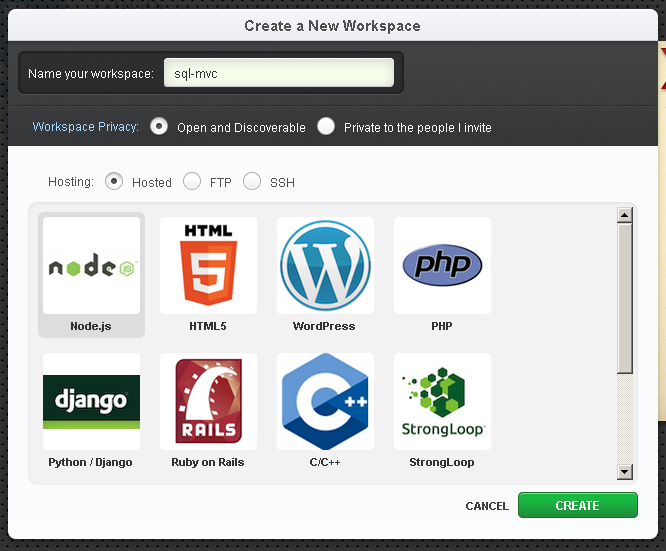 Create a New Workspace
Name your workspace: sql-mvc
Workspace Privacy: Open and Discoverable Private to the people I invite
Hosting: Hosted FTP SSH
node JS HTML 5 W php
Node.js HTML5 WordPress PHP
django RAILS C++ StrongLoop
Python / Django Ruby on Rails C/C++ StrongLoop
CANCEL CREATE